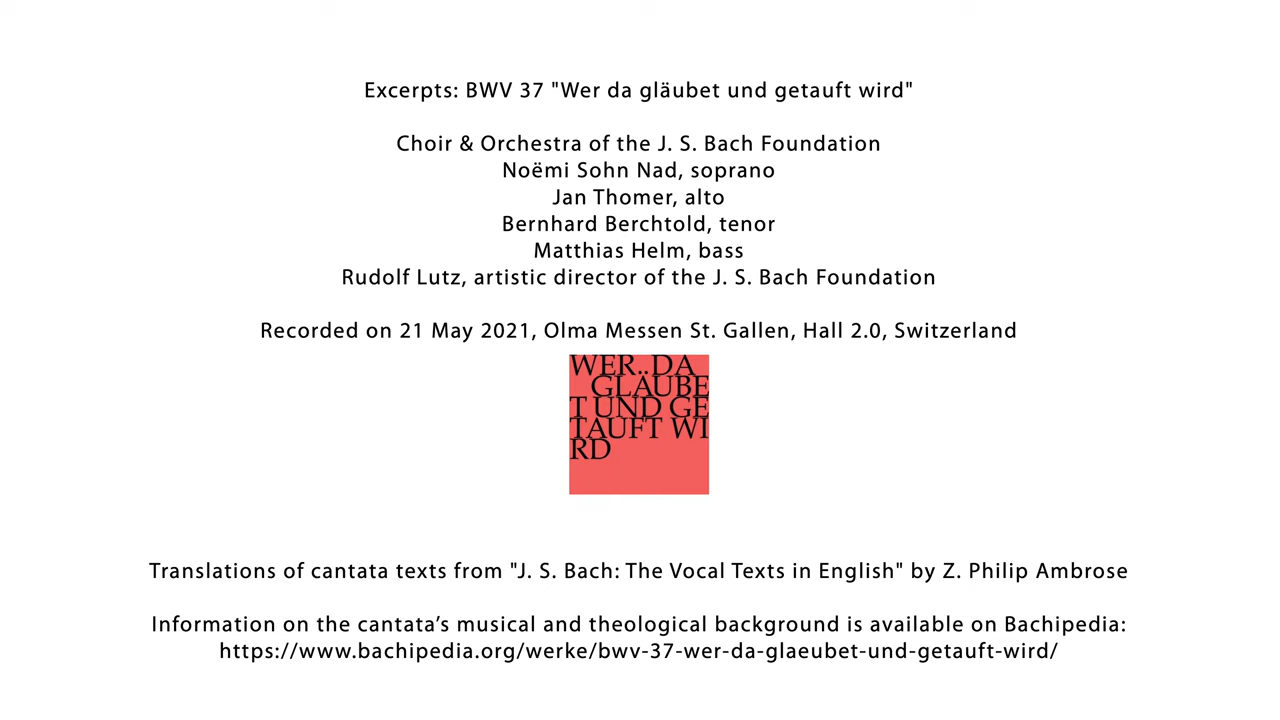 Excerpts: BWV 37 "Wer da gläubet und getauft wird"
Choir & Orchestra of the J. S. Bach Foundation
Noëmi Sohn Nad, soprano
Jan Thomer, alto
Bernhard Berchtold, tenor
Matthias Helm, bass
Rudolf Lutz, artistic director of the J. S. Bach Foundation
Recorded on 21 May 2021, Olma Messen St. Gallen, Hall 2.0, Switzerland
WER DA
GLÄUBE
T UND GE
TAUFT WI
RD
Translations of cantata texts from "J. S. Bach: The Vocal Texts in English" by Z. Philip Ambrose
Information on the cantata’s musical and theological background is available on Bachipedia:
https://www.bachipedia.org/werke/bwv-37-wer-da-glaeubet-und-getauft-wird/